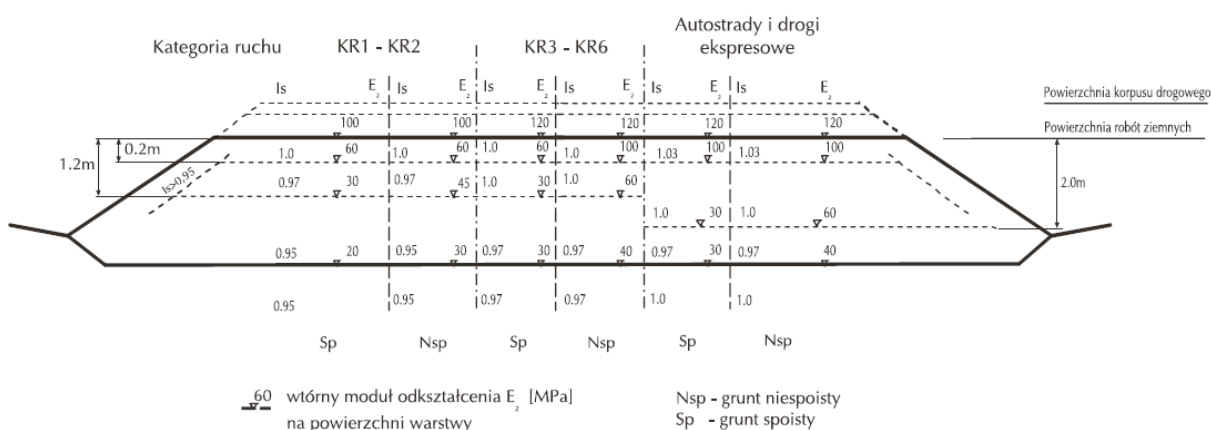 Autostrady i drogi
Kategoria ruchu KR1 - KR2 KR3 - KR6 ekspresowe
Is E₂ Is E₂ Is E₂ Is E₂ Is E₂ Is E₂
Powierzchnia korpusu drogowego
100 100 120 120 120 120
Powierzchnia robót ziemnych
0.2m 1.0 60 1.0 60 1.0 60 1.0 100 1.03 100 1.03 100
1.2m Is>0,95 0.97 30 0.97 45 1.0 30 1.0 60 2.0m
1.0 30 1.0 60
0.95 20 0.95 30 0.97 30 0.97 40 0.97 30 0.97 40
0.95 0.95 0.97 0.97 1.0 1.0
Sp Nsp Sp Nsp Sp Nsp
60 wtórny moduł odkształcenia E₂ [MPa]
na powierzchni warstwy
Nsp - grunt niespoisty
Sp - grunt spoisty